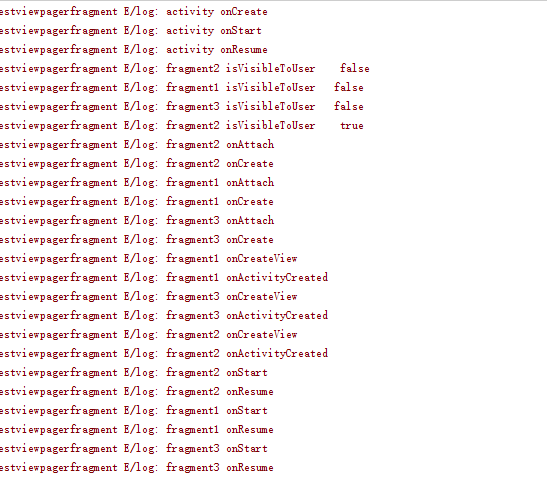 estviewpagerfragment E/log: activity onCreate
estviewpagerfragment E/log: activity onStart
estviewpagerfragment E/log: activity onResume
estviewpagerfragment E/log: fragment2 isVisibleToUser    false
estviewpagerfragment E/log: fragment1 isVisibleToUser   false
estviewpagerfragment E/log: fragment3 isVisibleToUser   false
estviewpagerfragment E/log: fragment2 isVisibleToUser    true
estviewpagerfragment E/log: fragment2 onAttach
estviewpagerfragment E/log: fragment2 onCreate
estviewpagerfragment E/log: fragment1 onAttach
estviewpagerfragment E/log: fragment1 onCreate
estviewpagerfragment E/log: fragment3 onAttach
estviewpagerfragment E/log: fragment3 onCreate
estviewpagerfragment E/log: fragment1 onCreateView
estviewpagerfragment E/log: fragment1 onActivityCreated
estviewpagerfragment E/log: fragment3 onCreateView
estviewpagerfragment E/log: fragment3 onActivityCreated
estviewpagerfragment E/log: fragment2 onCreateView
estviewpagerfragment E/log: fragment2 onActivityCreated
estviewpagerfragment E/log: fragment2 onStart
estviewpagerfragment E/log: fragment2 onResume
estviewpagerfragment E/log: fragment1 onStart
estviewpagerfragment E/log: fragment1 onResume
estviewpagerfragment E/log: fragment3 onStart
estviewpagerfragment E/log: fragment3 onResume